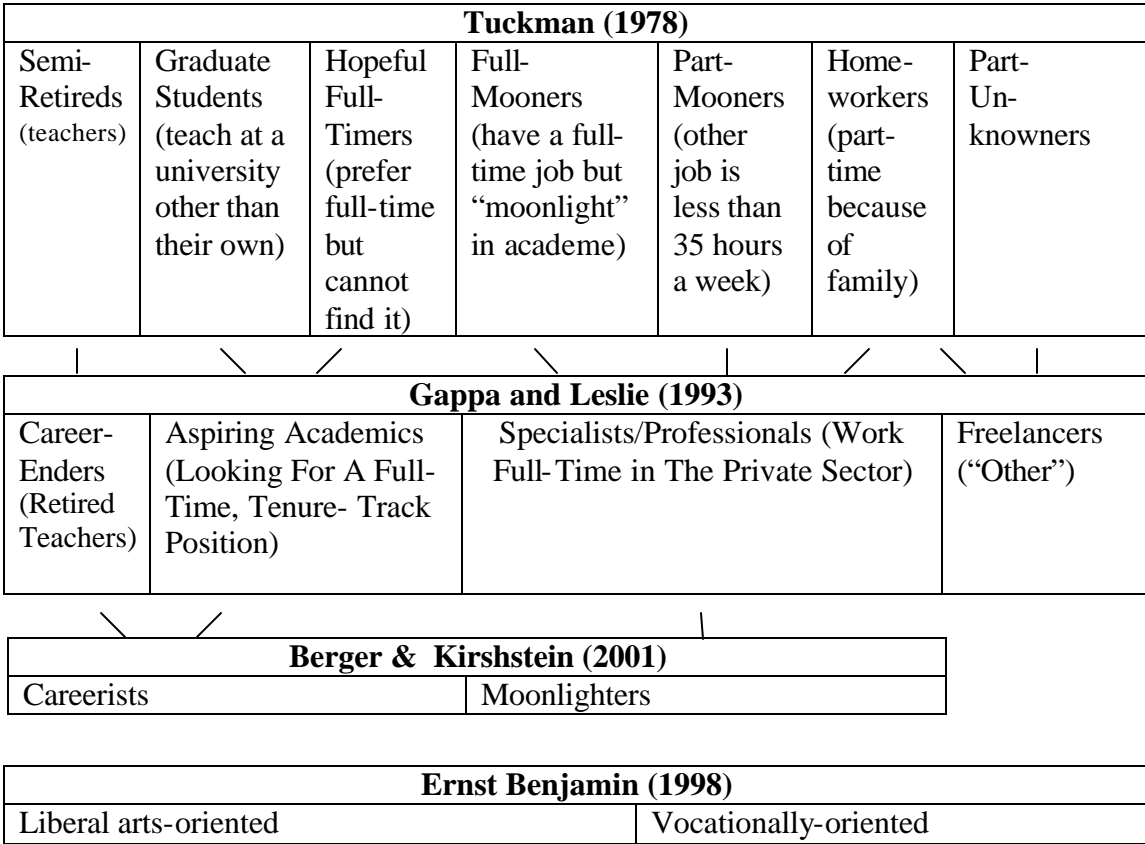 Tuckman (1978)
Semi-
Retireds
(teachers)
Graduate
Students
(teach at a
university
other than
their own)
Hopeful
Full-
Timers
(prefer
full-time
but
cannot
find it)
Full-
Mooners
(have a full-
time job but
“moonlight”
in academe)
Part-
Mooners
(other
job is
less than
35 hours
a week)
Home-
workers
(part-
time
because
of
family)
Part-
Un-
knowners
Gappa and Leslie (1993)
Career-
Enders
(Retired
Teachers)
Aspiring Academics
(Looking For A Full-
Time, Tenure- Track
Position)
Specialists/Professionals (Work
Full-Time in The Private Sector)
Freelancers
(“Other”)
Berger & Kirshstein (2001)
Careerists
Moonlighters
Ernst Benjamin (1998)
Liberal arts-oriented
Vocationally-oriented